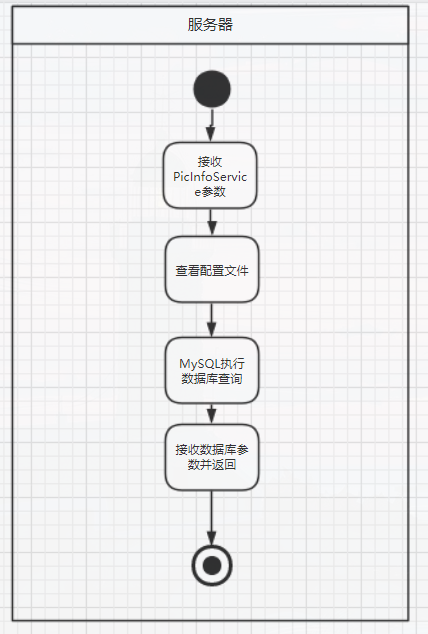 服务器
接收
PicInfoServic
e参数
查看配置文件
MySQL执行
数据库查询
接收数据库参
数并返回